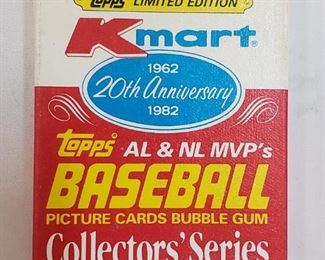 topps LIMITED EDITION
Kmart®
1962
20th Anniversary
1982
topps® AL & NL MVP's
BASEBALL
PICTURE CARDS BUBBLE GUM
Collectors' Series